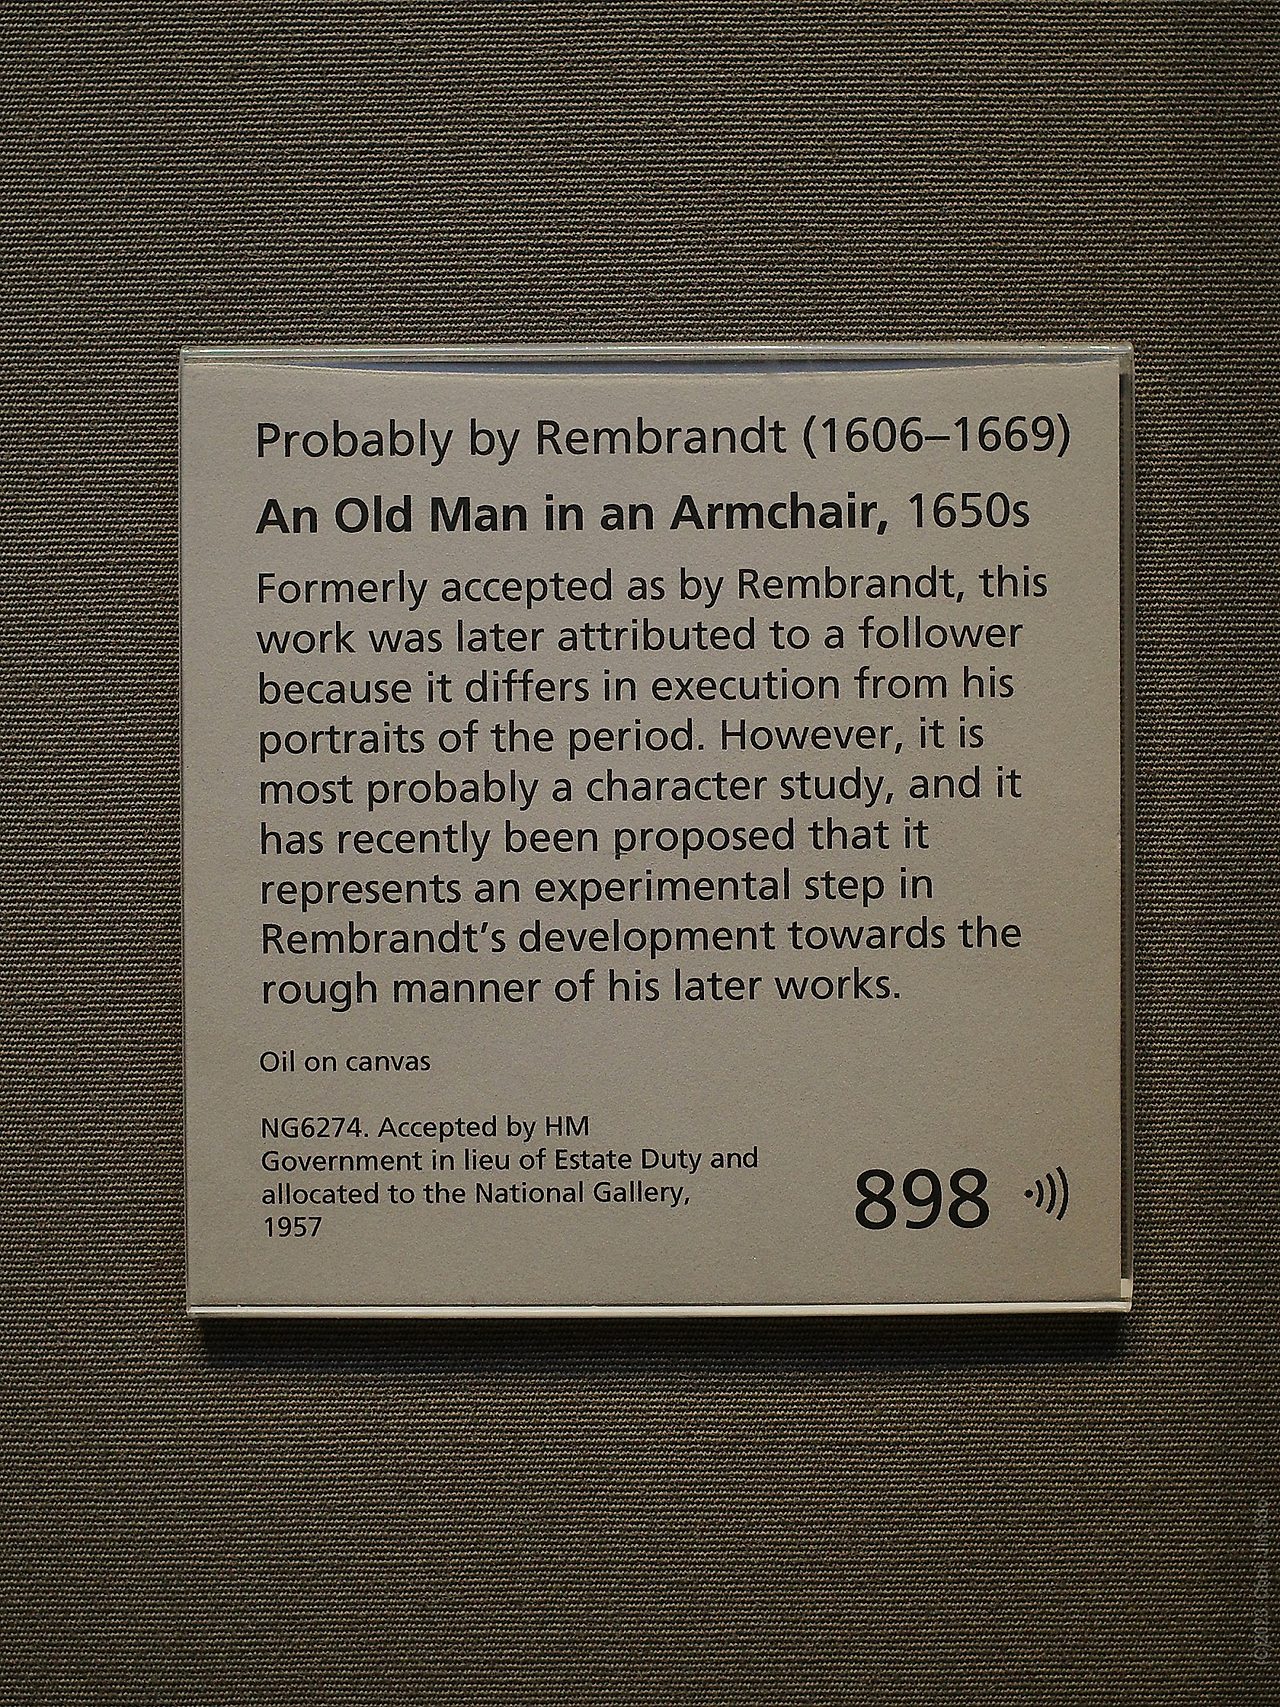 Probably by Rembrandt (1606–1669)
An Old Man in an Armchair, 1650s
Formerly accepted as by Rembrandt, this
work was later attributed to a follower
because it differs in execution from his
portraits of the period. However, it is
most probably a character study, and it
has recently been proposed that it
represents an experimental step in
Rembrandt’s development towards the
rough manner of his later works.
Oil on canvas
NG6274. Accepted by HM
Government in lieu of Estate Duty and
allocated to the National Gallery,
1957
898